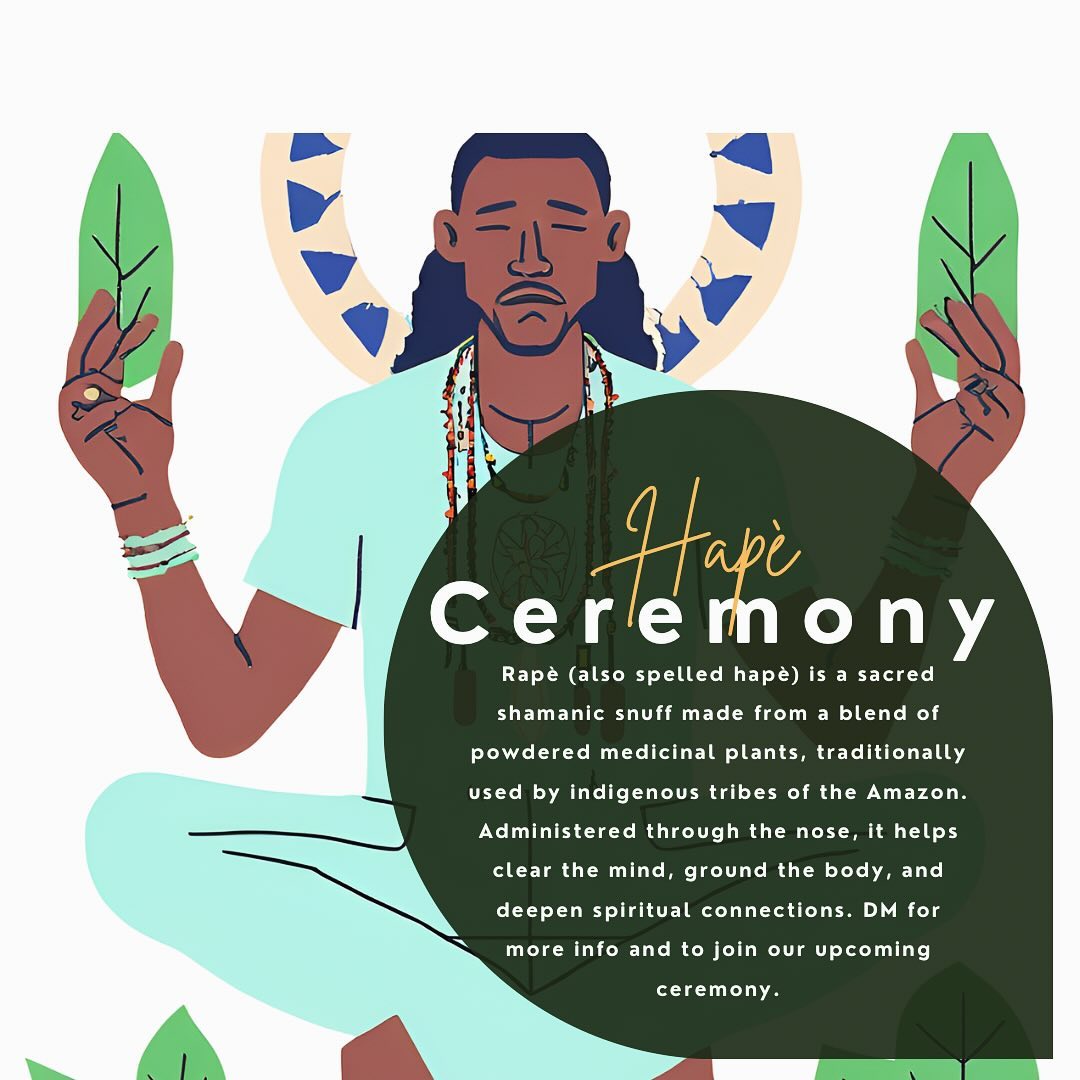 Hapè
Ceremony
Rapè (also spelled hapè) is a sacred
shamanic snuff made from a blend of
powdered medicinal plants, traditionally
used by indigenous tribes of the Amazon.
Administered through the nose, it helps
clear the mind, ground the body, and
deepen spiritual connections. DM for
more info and to join our upcoming
ceremony.